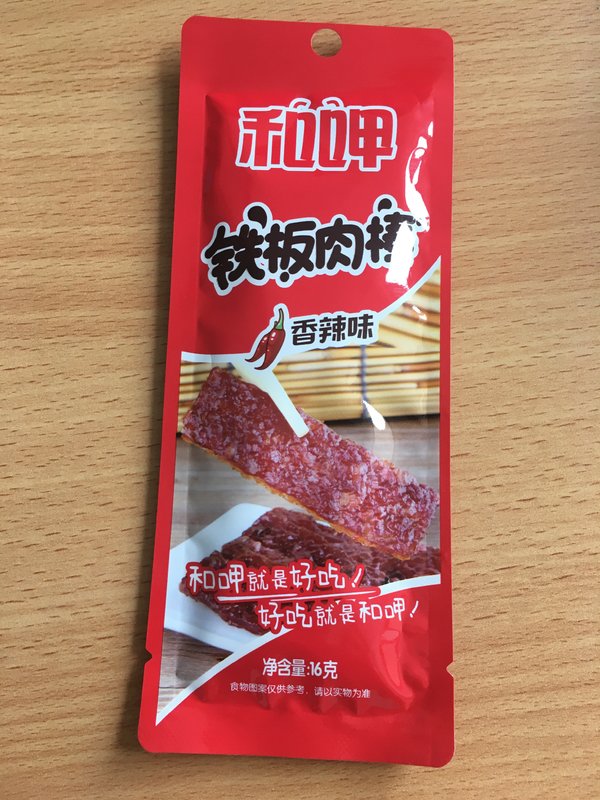 和呷
铁板肉棒
香辣味
和呷就是好吃!
好吃就是和呷!
净含量:16克
食物图案仅供参考,请以实物为准